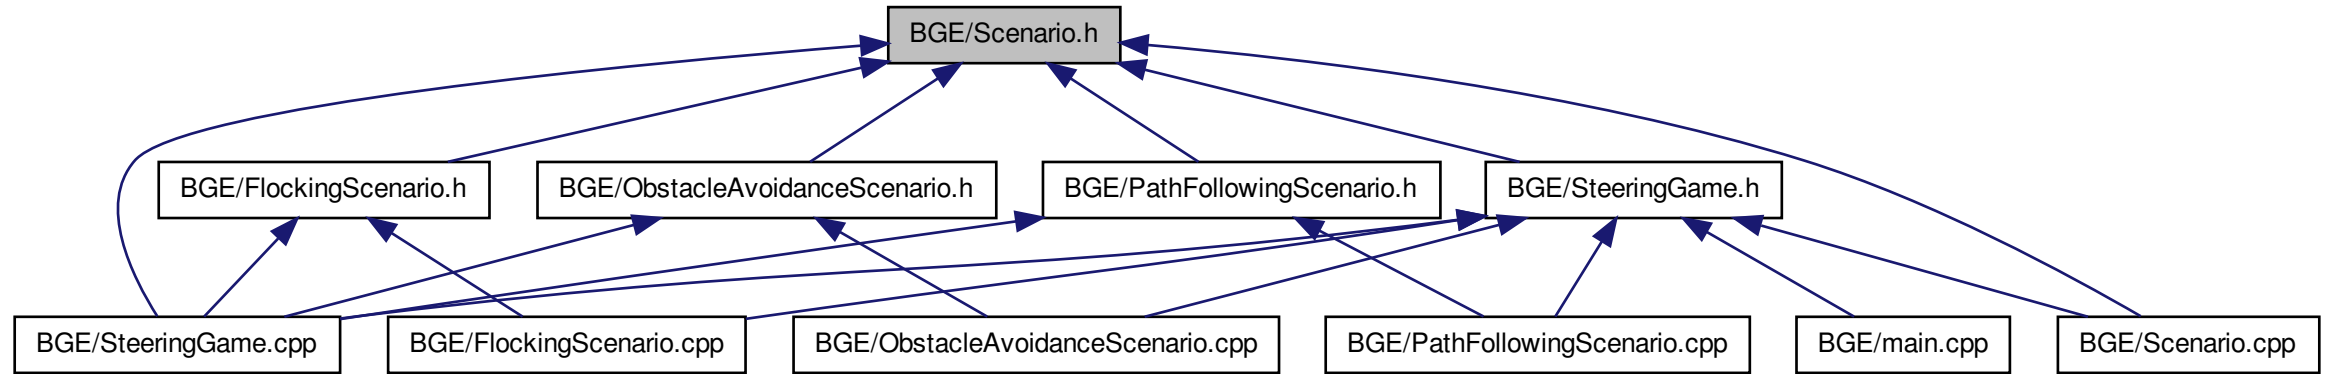 BGE/Scenario.h
BGE/FlockingScenario.h
BGE/ObstacleAvoidanceScenario.h
BGE/PathFollowingScenario.h
BGE/SteeringGame.h
BGE/SteeringGame.cpp
BGE/FlockingScenario.cpp
BGE/ObstacleAvoidanceScenario.cpp
BGE/PathFollowingScenario.cpp
BGE/main.cpp
BGE/Scenario.cpp